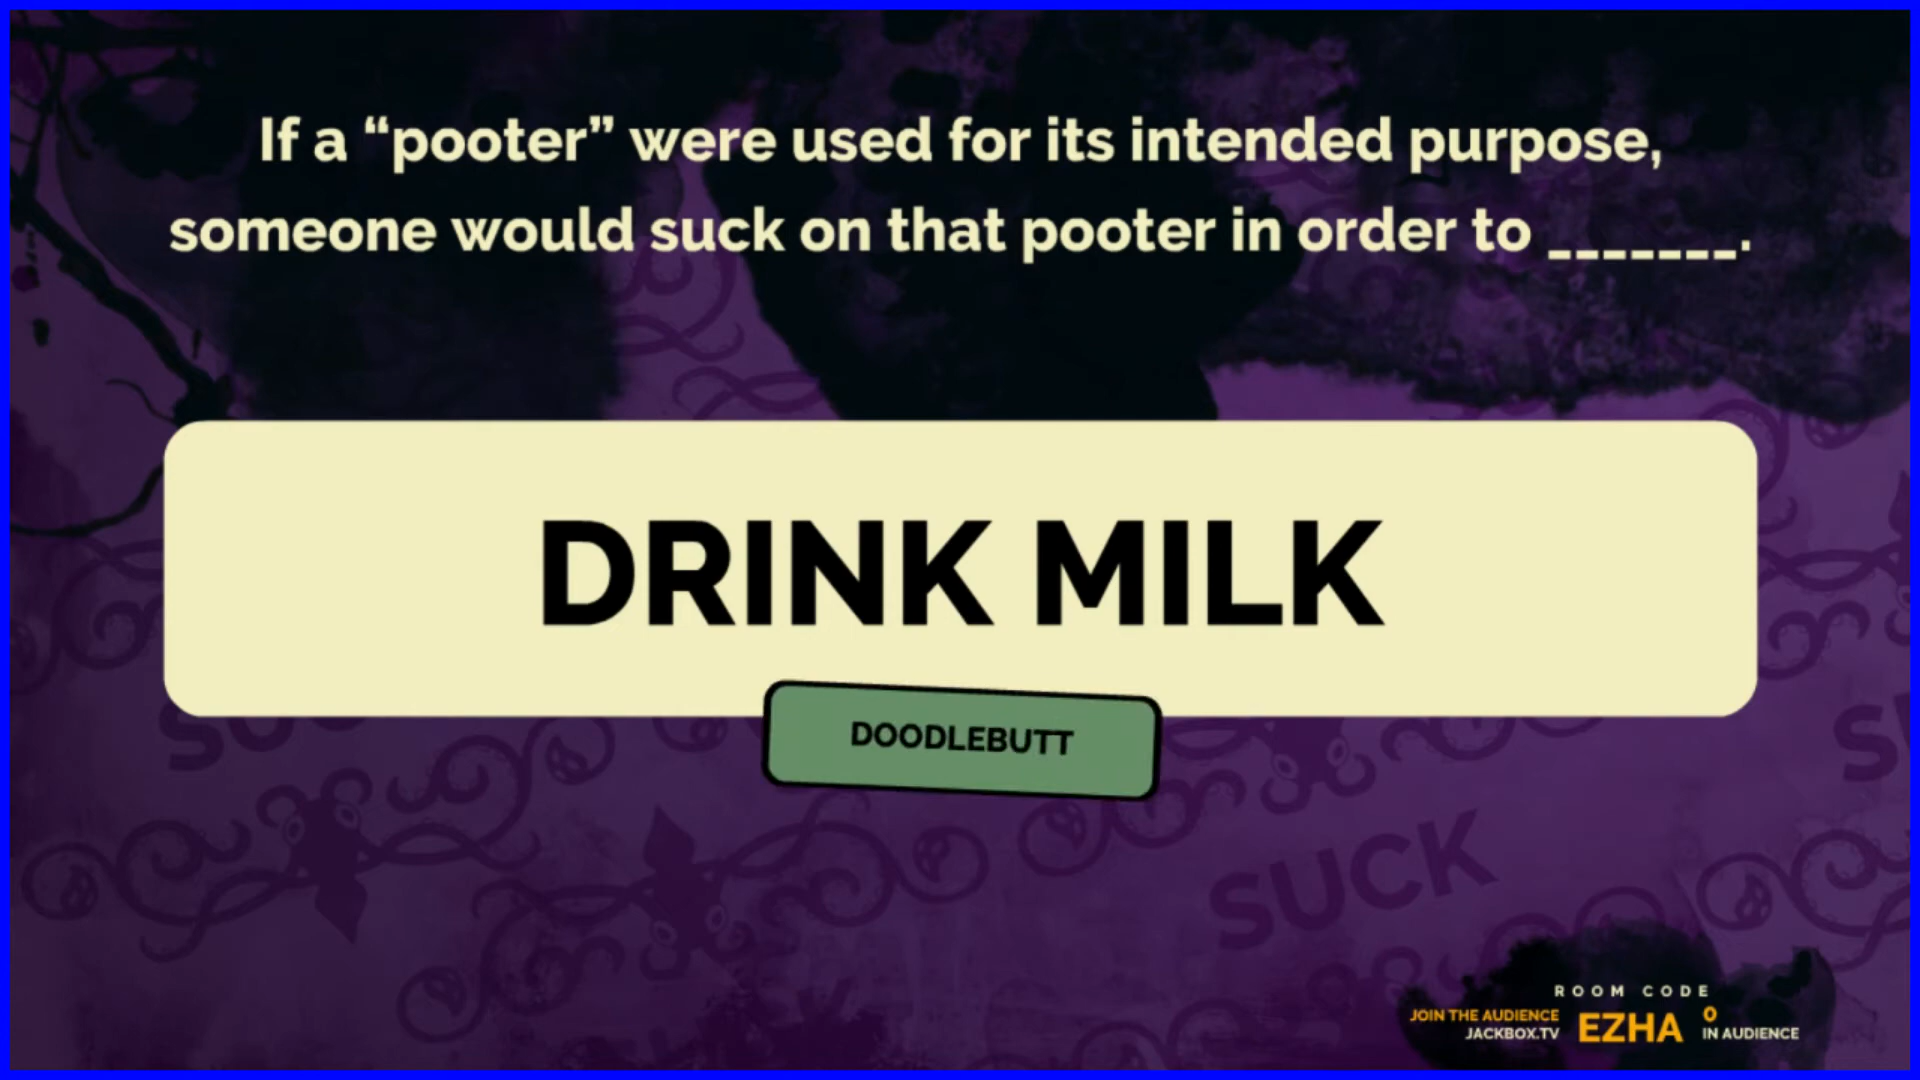 If a “pooter” were used for its intended purpose,
someone would suck on that pooter in order to _______.
DRINK MILK
DOODLEBUTT
SUCK
ROOM CODE
JOIN THE AUDIENCE
JACKBOX.TV
EZHA
0
IN AUDIENCE